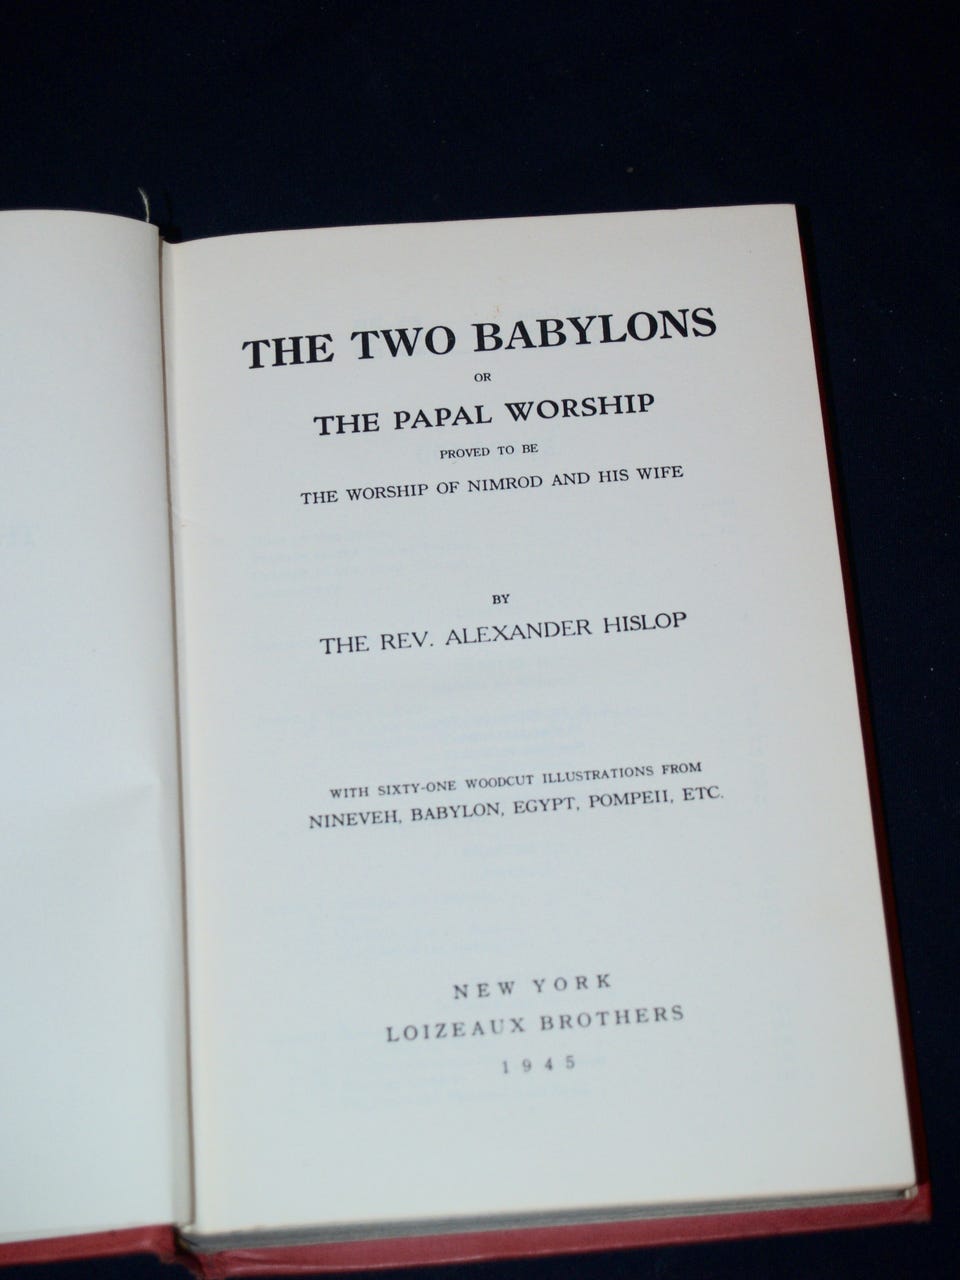 THE TWO BABYLONS
OR
THE PAPAL WORSHIP
PROVED TO BE
THE WORSHIP OF NIMROD AND HIS WIFE
BY
THE REV. ALEXANDER HISLOP
WITH SIXTY-ONE WOODCUT ILLUSTRATIONS FROM
NINEVEH, BABYLON, EGYPT, POMPEII, ETC.
NEW YORK
LOIZEAUX BROTHERS
1945